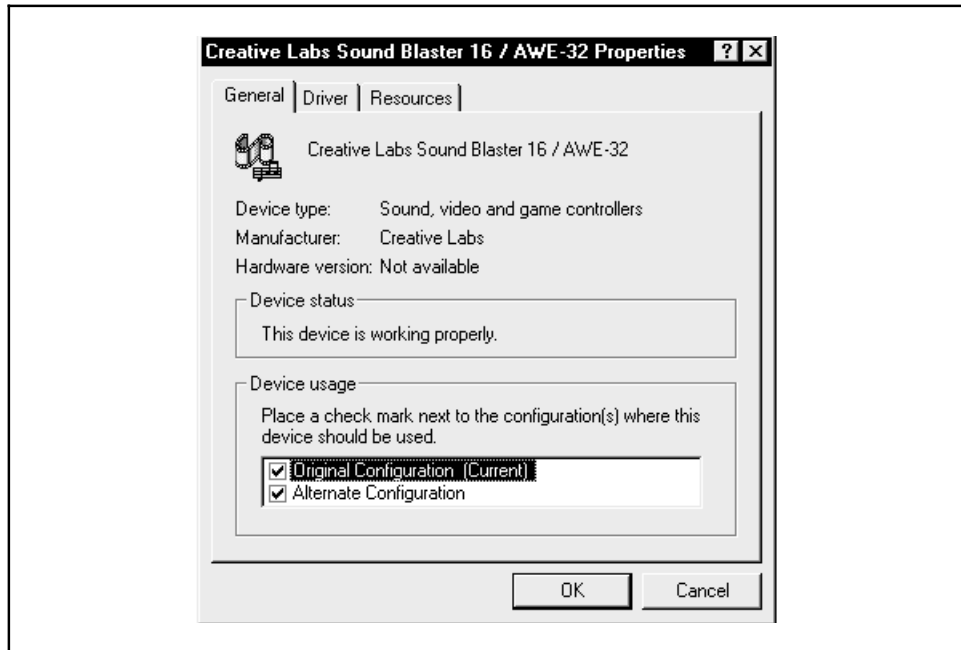 Creative Labs Sound Blaster 16 / AWE-32 Properties
General Driver Resources
Creative Labs Sound Blaster 16 / AWE-32
Device type: Sound, video and game controllers
Manufacturer: Creative Labs
Hardware version: Not available
Device status
This device is working properly.
Device usage
Place a check mark next to the configuration(s) where this
device should be used.
Original Configuration (Current)
Alternate Configuration
OK Cancel